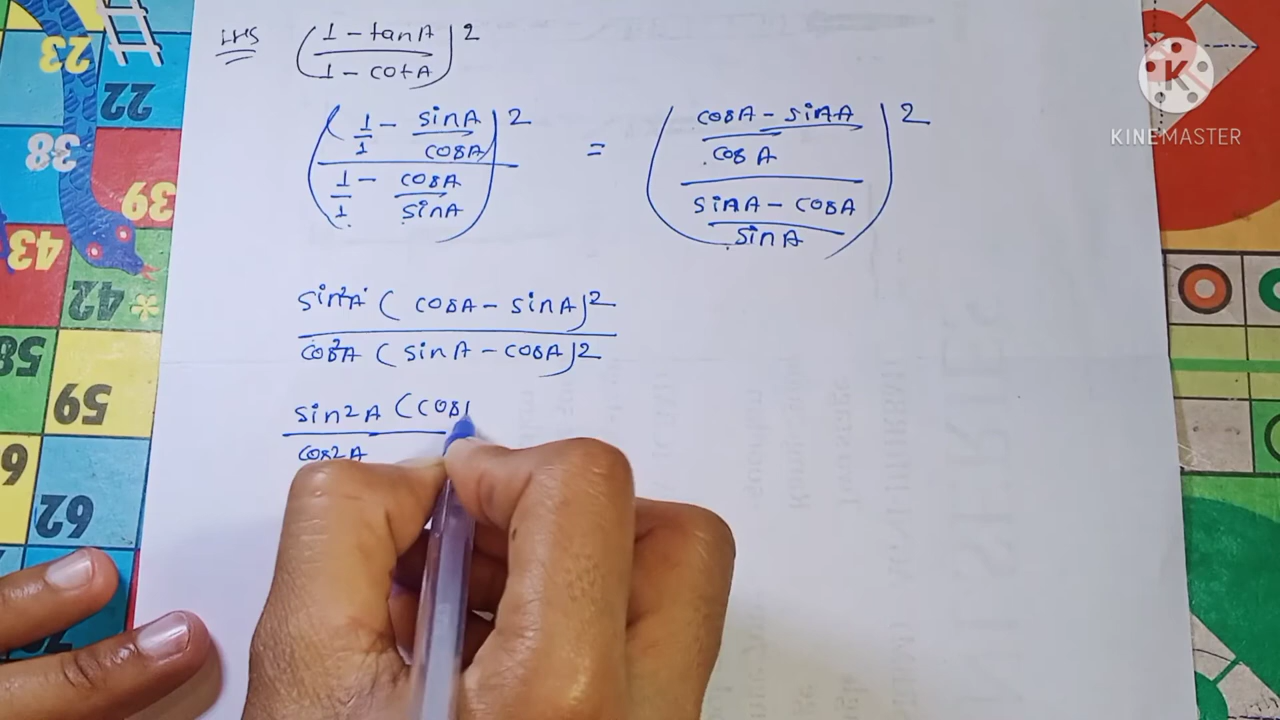 LHS (1 - tanA / 1 - cotA)²
(1/1 - sinA/cosA / 1/1 - cosA/sinA)² = (cosA - sinAA / cosA / sinAA - cosA / sinA)²
sin²A (cosA - sinA)²
cos²A (sinA - cosA)²
sin2A (cos
cos2A
K
KINEMASTER
23
22
38
39
43
42
58
59
62